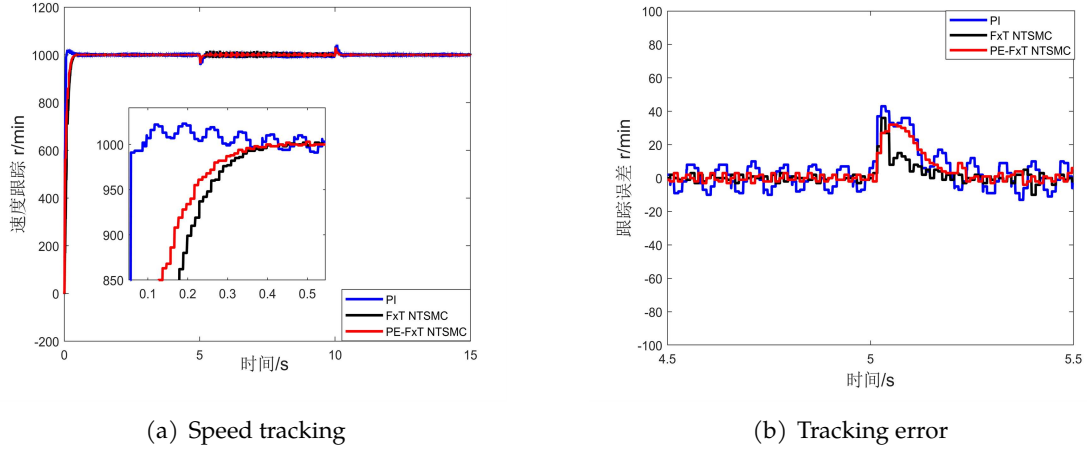 1200
1000
800
600
400
200
0
-200
速度跟踪 r/min
0
5
10
15
时间/s
1000
950
900
850
0.1
0.2
0.3
0.4
0.5
PI
FxT NTSMC
PE-FxT NTSMC
(a) Speed tracking
100
80
60
40
20
0
-20
-40
-60
-80
-100
跟踪误差 r/min
4.5
5
5.5
时间/s
PI
FxT NTSMC
PE-FxT NTSMC
(b) Tracking error